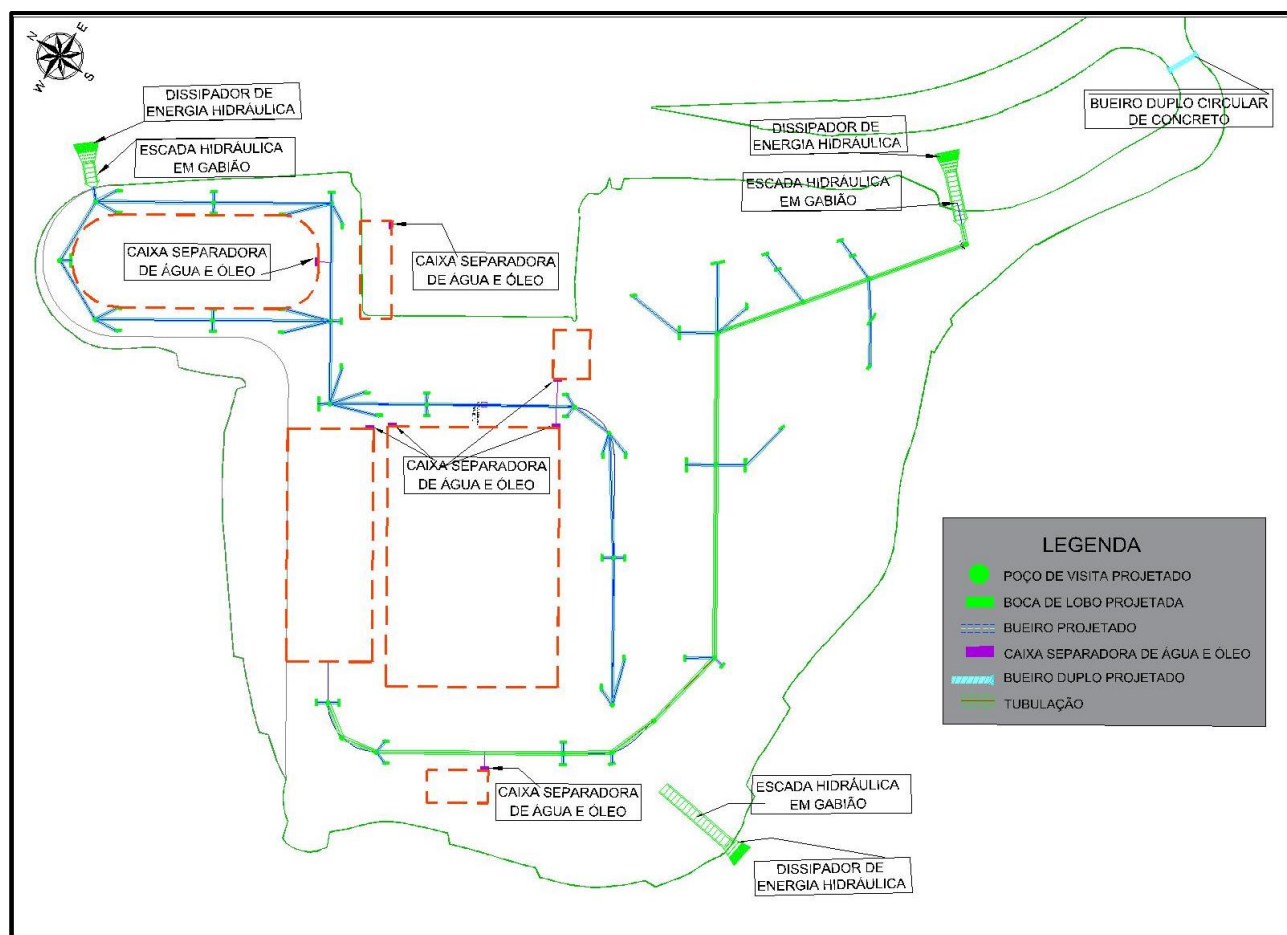 N
E
W
S
DISSIPADOR DE
ENERGIA HIDRÁULICA
ESCADA HIDRÁULICA
EM GABIÃO
CAIXA SEPARADORA
DE ÁGUA E ÓLEO
CAIXA SEPARADORA
DE ÁGUA E ÓLEO
DISSIPADOR DE
ENERGIA HIDRÁULICA
ESCADA HIDRÁULICA
EM GABIÃO
BUEIRO DUPLO CIRCULAR
DE CONCRETO
CAIXA SEPARADORA
DE ÁGUA E ÓLEO
LEGENDA
POÇO DE VISITA PROJETADO
BOCA DE LOBO PROJETADA
BUEIRO PROJETADO
CAIXA SEPARADORA DE ÁGUA E ÓLEO
BUEIRO DUPLO PROJETADO
TUBULAÇÃO
CAIXA SEPARADORA
DE ÁGUA E ÓLEO
ESCADA HIDRÁULICA
EM GABIÃO
DISSIPADOR DE
ENERGIA HIDRÁULICA